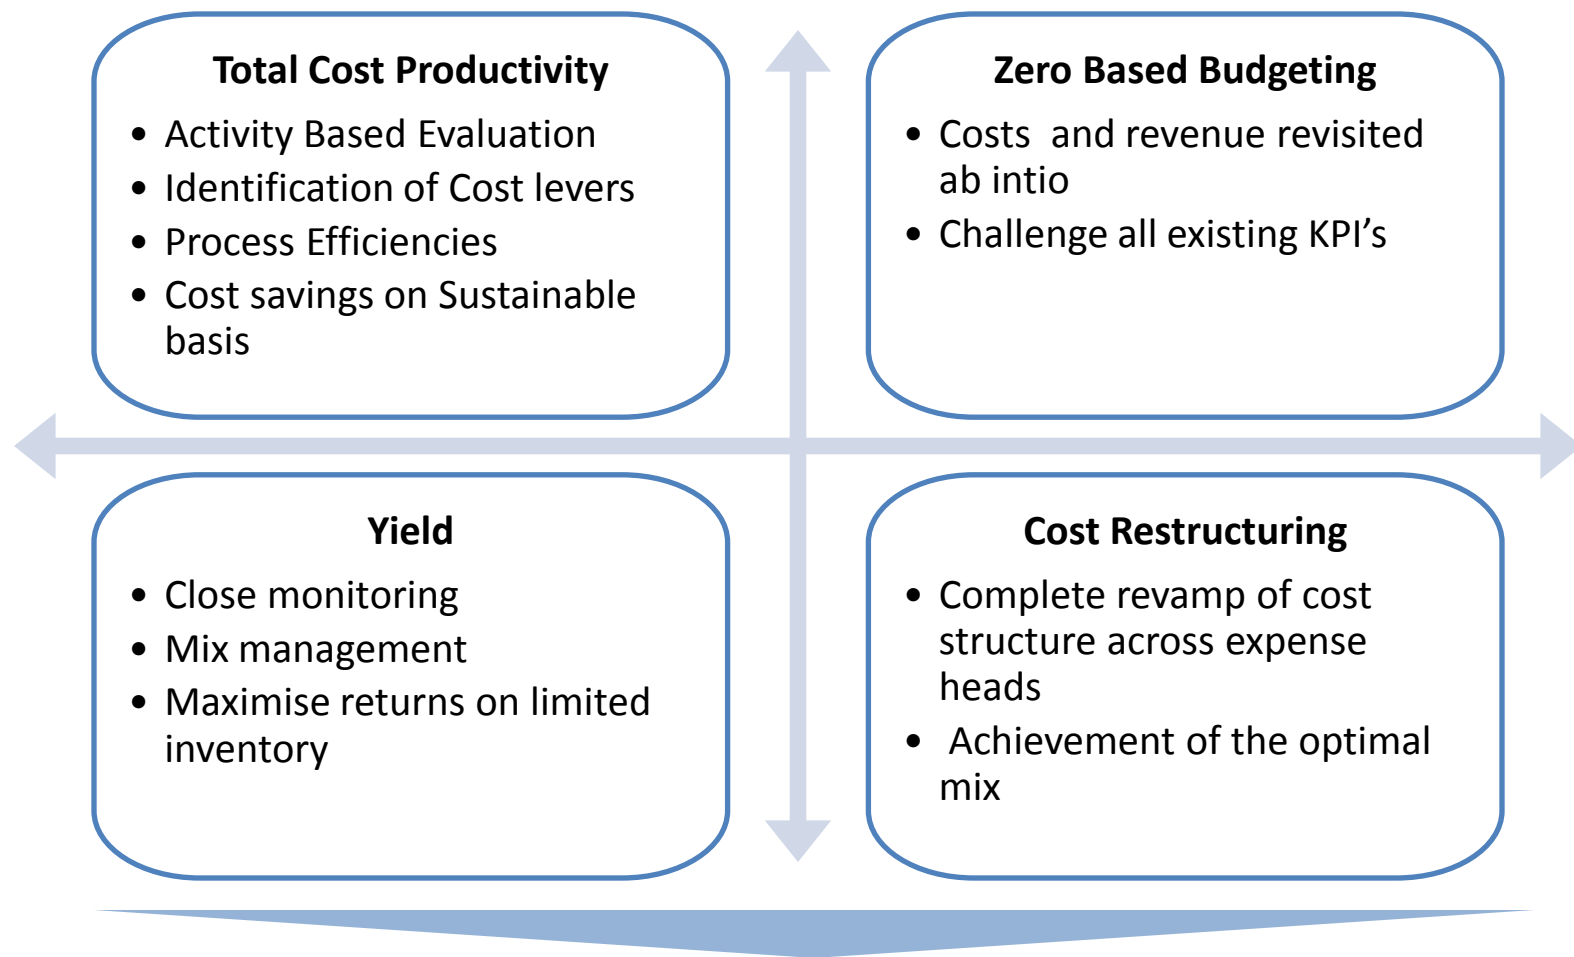 Total Cost Productivity
• Activity Based Evaluation
• Identification of Cost levers
• Process Efficiencies
• Cost savings on Sustainable
basis
Zero Based Budgeting
• Costs  and revenue revisited
ab intio
• Challenge all existing KPI’s
Yield
• Close monitoring
• Mix management
• Maximise returns on limited
inventory
Cost Restructuring
• Complete revamp of cost
structure across expense
heads
•  Achievement of the optimal
mix